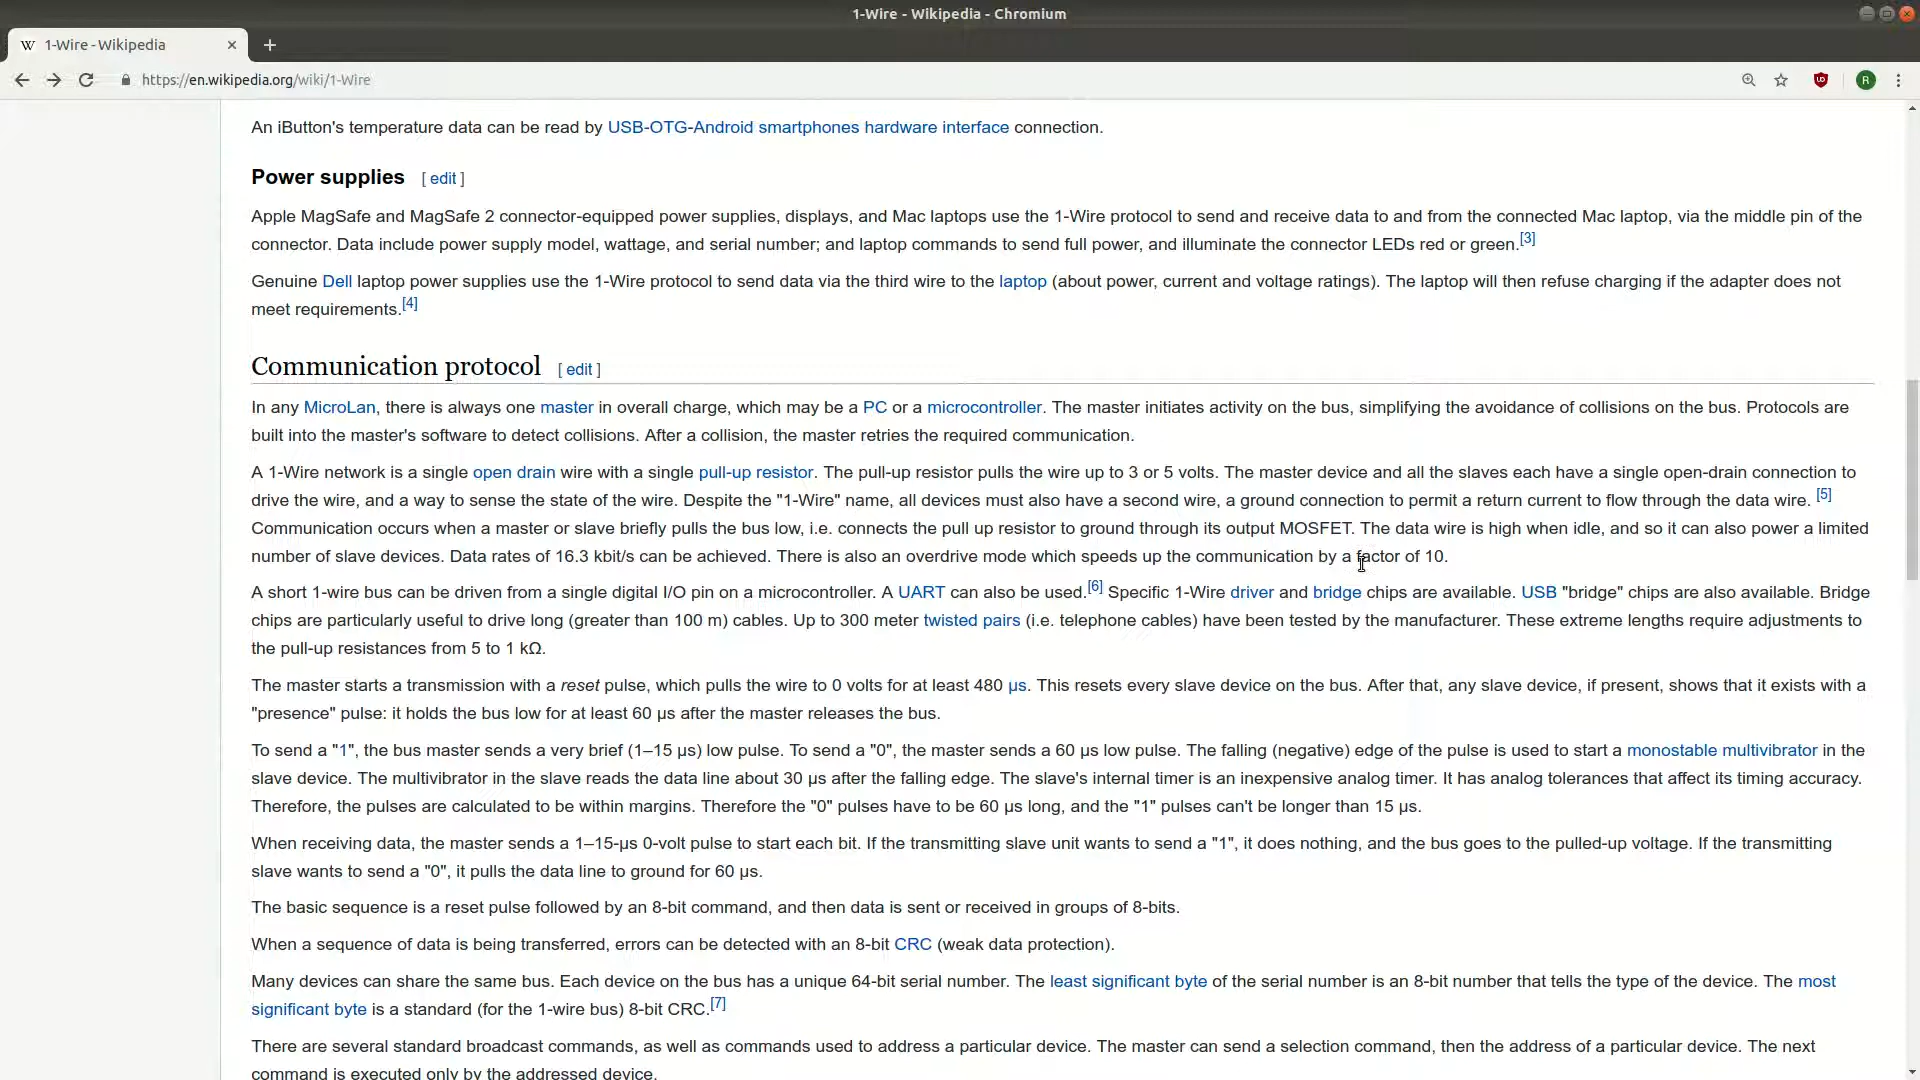 1-Wire - Wikipedia - Chromium
W 1-Wire - Wikipedia × +
https://en.wikipedia.org/wiki/1-Wire R
An iButton's temperature data can be read by USB-OTG-Android smartphones hardware interface connection.
Power supplies [ edit ]
Apple MagSafe and MagSafe 2 connector-equipped power supplies, displays, and Mac laptops use the 1-Wire protocol to send and receive data to and from the connected Mac laptop, via the middle pin of the
connector. Data include power supply model, wattage, and serial number; and laptop commands to send full power, and illuminate the connector LEDs red or green.[3]
Genuine Dell laptop power supplies use the 1-Wire protocol to send data via the third wire to the laptop (about power, current and voltage ratings). The laptop will then refuse charging if the adapter does not
meet requirements.[4]
Communication protocol [ edit ]
In any MicroLan, there is always one master in overall charge, which may be a PC or a microcontroller. The master initiates activity on the bus, simplifying the avoidance of collisions on the bus. Protocols are
built into the master's software to detect collisions. After a collision, the master retries the required communication.
A 1-Wire network is a single open drain wire with a single pull-up resistor. The pull-up resistor pulls the wire up to 3 or 5 volts. The master device and all the slaves each have a single open-drain connection to
drive the wire, and a way to sense the state of the wire. Despite the "1-Wire" name, all devices must also have a second wire, a ground connection to permit a return current to flow through the data wire. [5]
Communication occurs when a master or slave briefly pulls the bus low, i.e. connects the pull up resistor to ground through its output MOSFET. The data wire is high when idle, and so it can also power a limited
number of slave devices. Data rates of 16.3 kbit/s can be achieved. There is also an overdrive mode which speeds up the communication by a factor of 10.
A short 1-wire bus can be driven from a single digital I/O pin on a microcontroller. A UART can also be used.[6] Specific 1-Wire driver and bridge chips are available. USB "bridge" chips are also available. Bridge
chips are particularly useful to drive long (greater than 100 m) cables. Up to 300 meter twisted pairs (i.e. telephone cables) have been tested by the manufacturer. These extreme lengths require adjustments to
the pull-up resistances from 5 to 1 kΩ.
The master starts a transmission with a reset pulse, which pulls the wire to 0 volts for at least 480 µs. This resets every slave device on the bus. After that, any slave device, if present, shows that it exists with a
"presence" pulse: it holds the bus low for at least 60 µs after the master releases the bus.
To send a "1", the bus master sends a very brief (1–15 µs) low pulse. To send a "0", the master sends a 60 µs low pulse. The falling (negative) edge of the pulse is used to start a monostable multivibrator in the
slave device. The multivibrator in the slave reads the data line about 30 µs after the falling edge. The slave's internal timer is an inexpensive analog timer. It has analog tolerances that affect its timing accuracy.
Therefore, the pulses are calculated to be within margins. Therefore the "0" pulses have to be 60 µs long, and the "1" pulses can't be longer than 15 µs.
When receiving data, the master sends a 1–15-µs 0-volt pulse to start each bit. If the transmitting slave unit wants to send a "1", it does nothing, and the bus goes to the pulled-up voltage. If the transmitting
slave wants to send a "0", it pulls the data line to ground for 60 µs.
The basic sequence is a reset pulse followed by an 8-bit command, and then data is sent or received in groups of 8-bits.
When a sequence of data is being transferred, errors can be detected with an 8-bit CRC (weak data protection).
Many devices can share the same bus. Each device on the bus has a unique 64-bit serial number. The least significant byte of the serial number is an 8-bit number that tells the type of the device. The most
significant byte is a standard (for the 1-wire bus) 8-bit CRC.[7]
There are several standard broadcast commands, as well as commands used to address a particular device. The master can send a selection command, then the address of a particular device. The next
command is executed only by the addressed device.